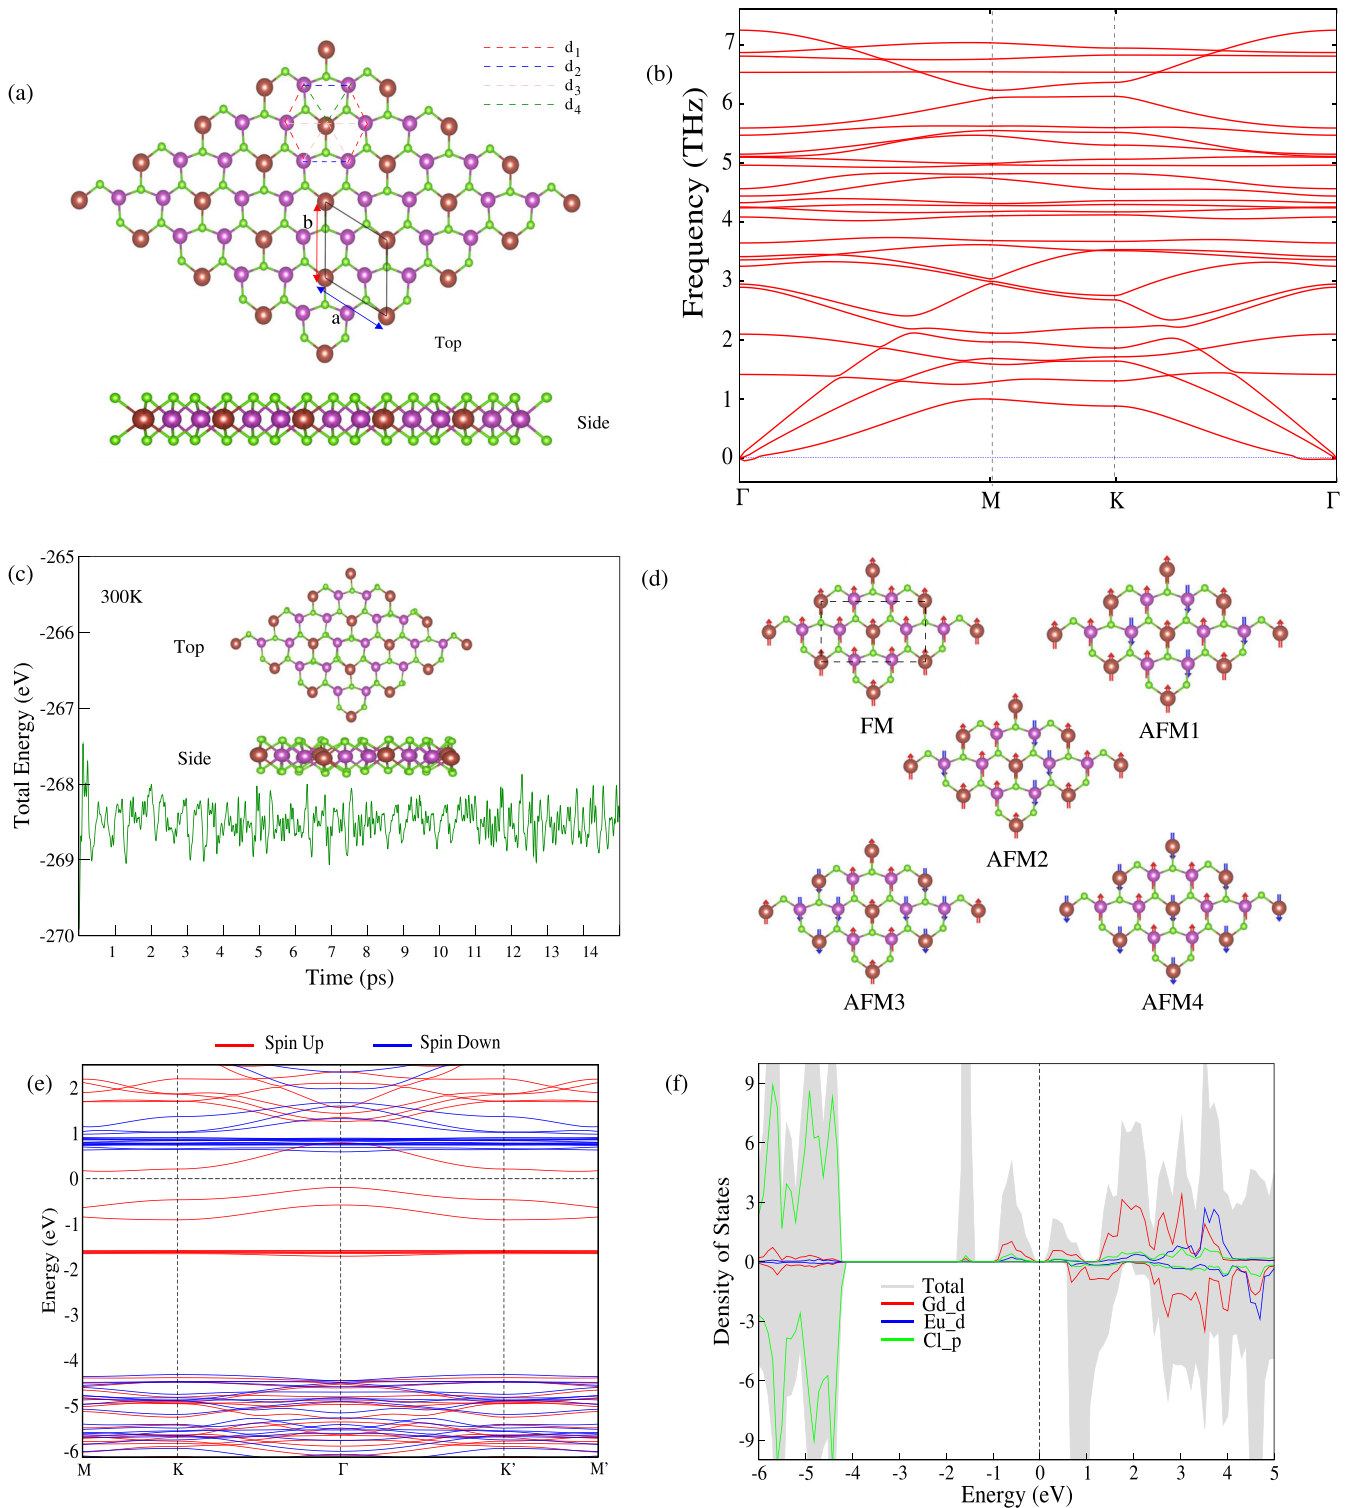 (a)
d1
d2
d3
d4
b
a
Top
Side
(b)
Frequency (THz)
7
6
5
4
3
2
1
0
Γ M K Γ
(c)
Total Energy (eV)
-265
-266
-267
-268
-269
-270
300K
Top
Side
1 2 3 4 5 6 7 8 9 10 11 12 13 14
Time (ps)
(d)
FM
AFM1
AFM2
AFM3
AFM4
(e)
Spin Up Spin Down
Energy (eV)
2
1
0
-1
-2
-3
-4
-5
-6
M K Γ K' M'
(f)
Density of States
9
6
3
0
-3
-6
-9
Total
Gd_d
Eu_d
Cl_p
-6 -5 -4 -3 -2 -1 0 1 2 3 4 5
Energy (eV)